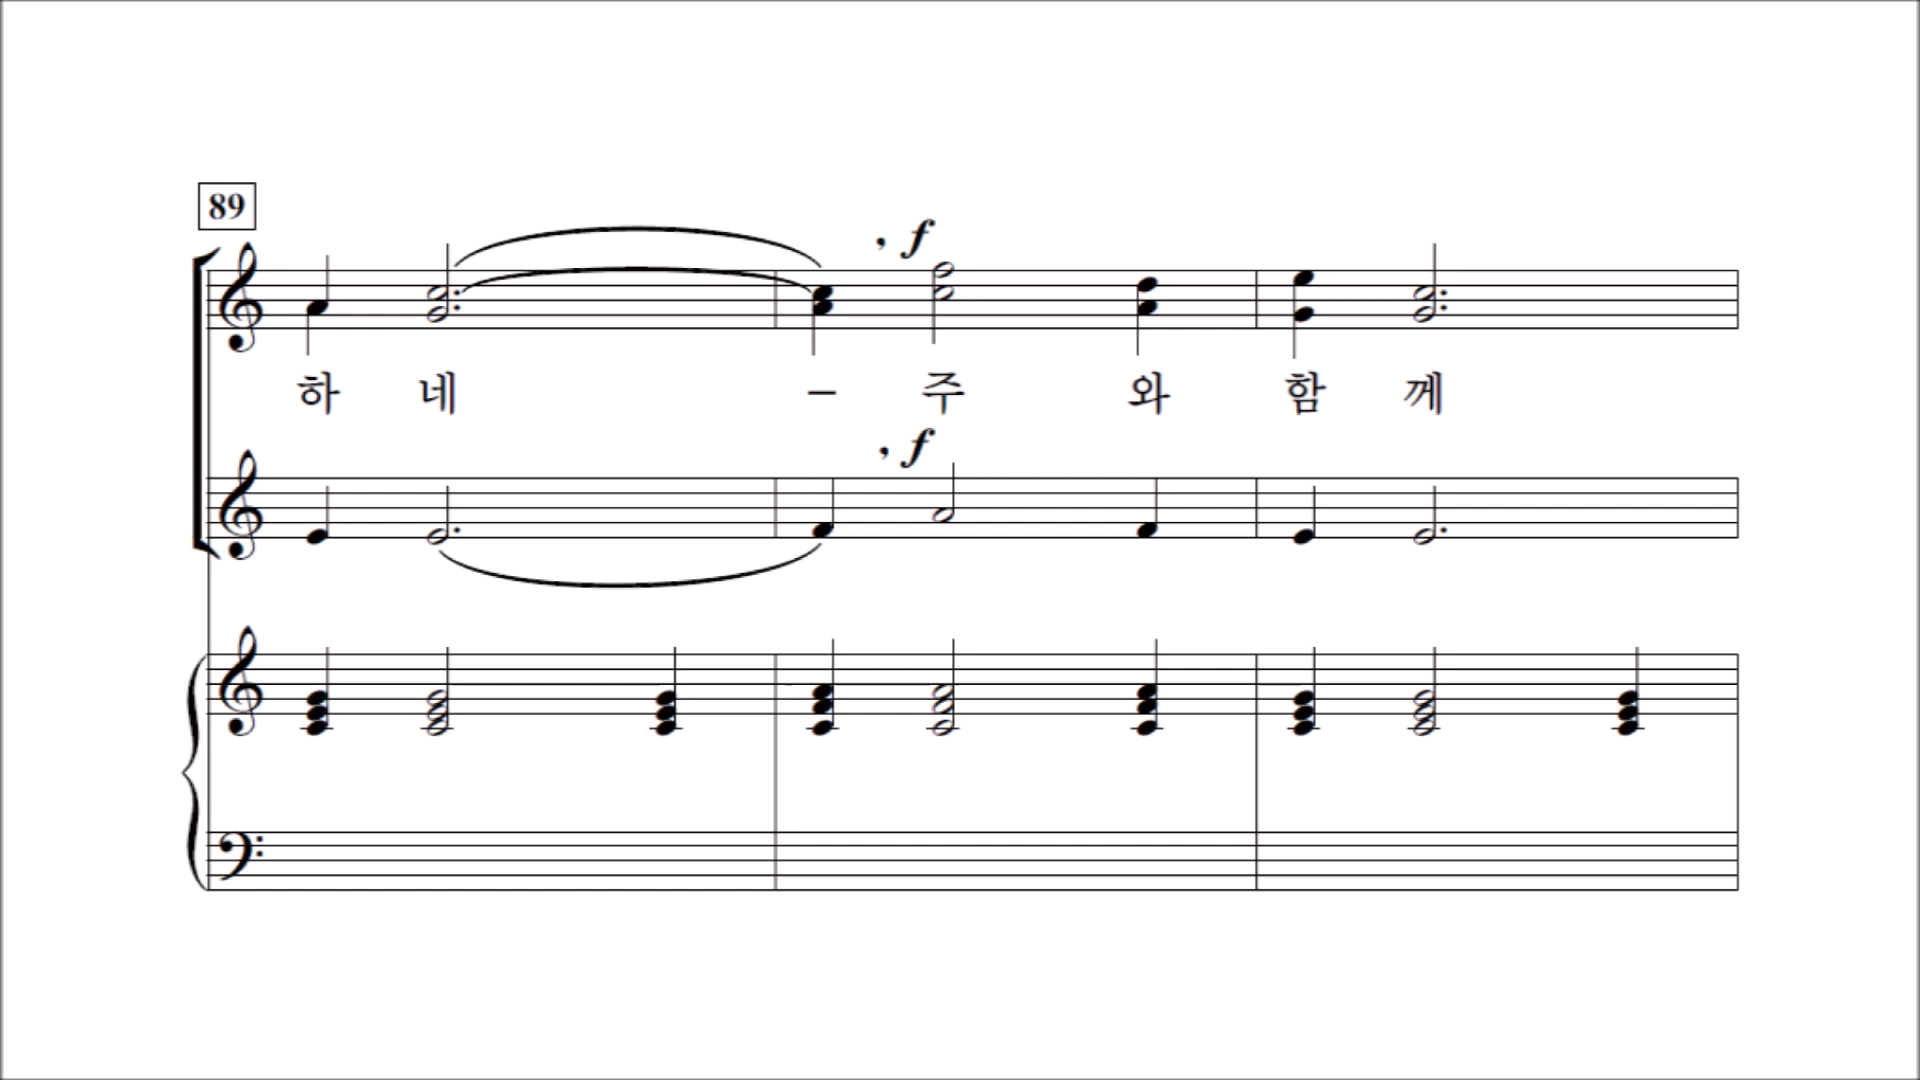 89
, f
하 네 – 주 와 함 께
, f